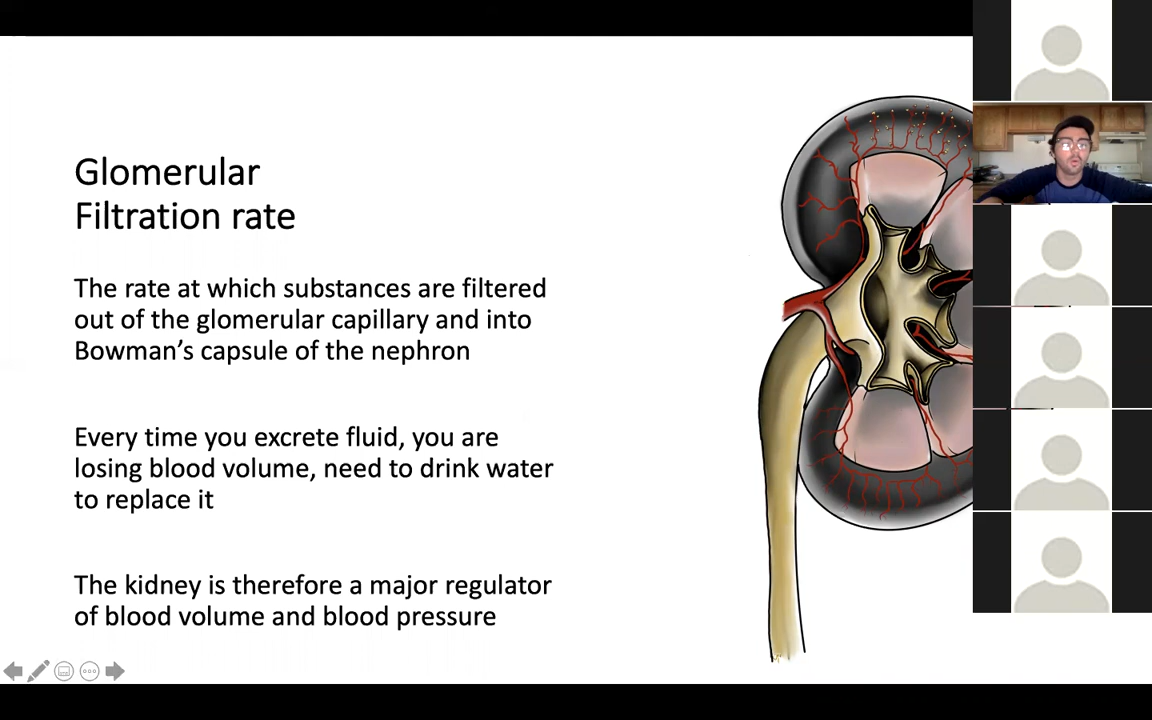 Glomerular
Filtration rate
The rate at which substances are filtered
out of the glomerular capillary and into
Bowman’s capsule of the nephron
Every time you excrete fluid, you are
losing blood volume, need to drink water
to replace it
The kidney is therefore a major regulator
of blood volume and blood pressure